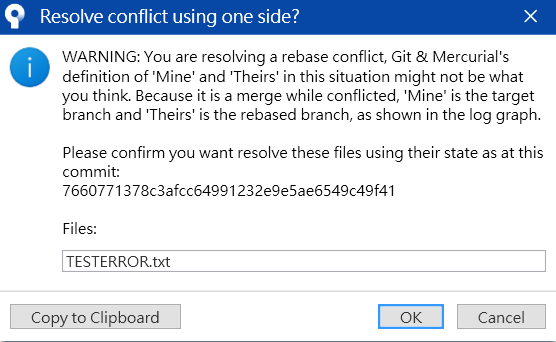 Resolve conflict using one side?
WARNING: You are resolving a rebase conflict, Git & Mercurial's
definition of 'Mine' and 'Theirs' in this situation might not be what
you think. Because it is a merge while conflicted, 'Mine' is the target
branch and 'Theirs' is the rebased branch, as shown in the log graph.
Please confirm you want resolve these files using their state as at this
commit:
7660771378c3afcc64991232e9e5ae6549c49f41
Files:
TESTERROR.txt
Copy to Clipboard
OK
Cancel